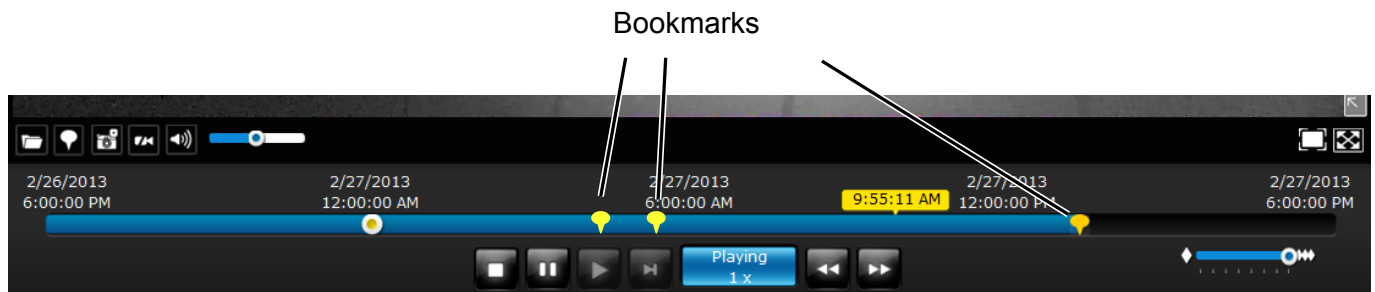 Bookmarks
2/26/2013
6:00:00 PM
2/27/2013
12:00:00 AM
2/27/2013
6:00:00 AM
9:55:11 AM
2/27/2013
12:00:00 PM
2/27/2013
6:00:00 PM
Playing
1 x